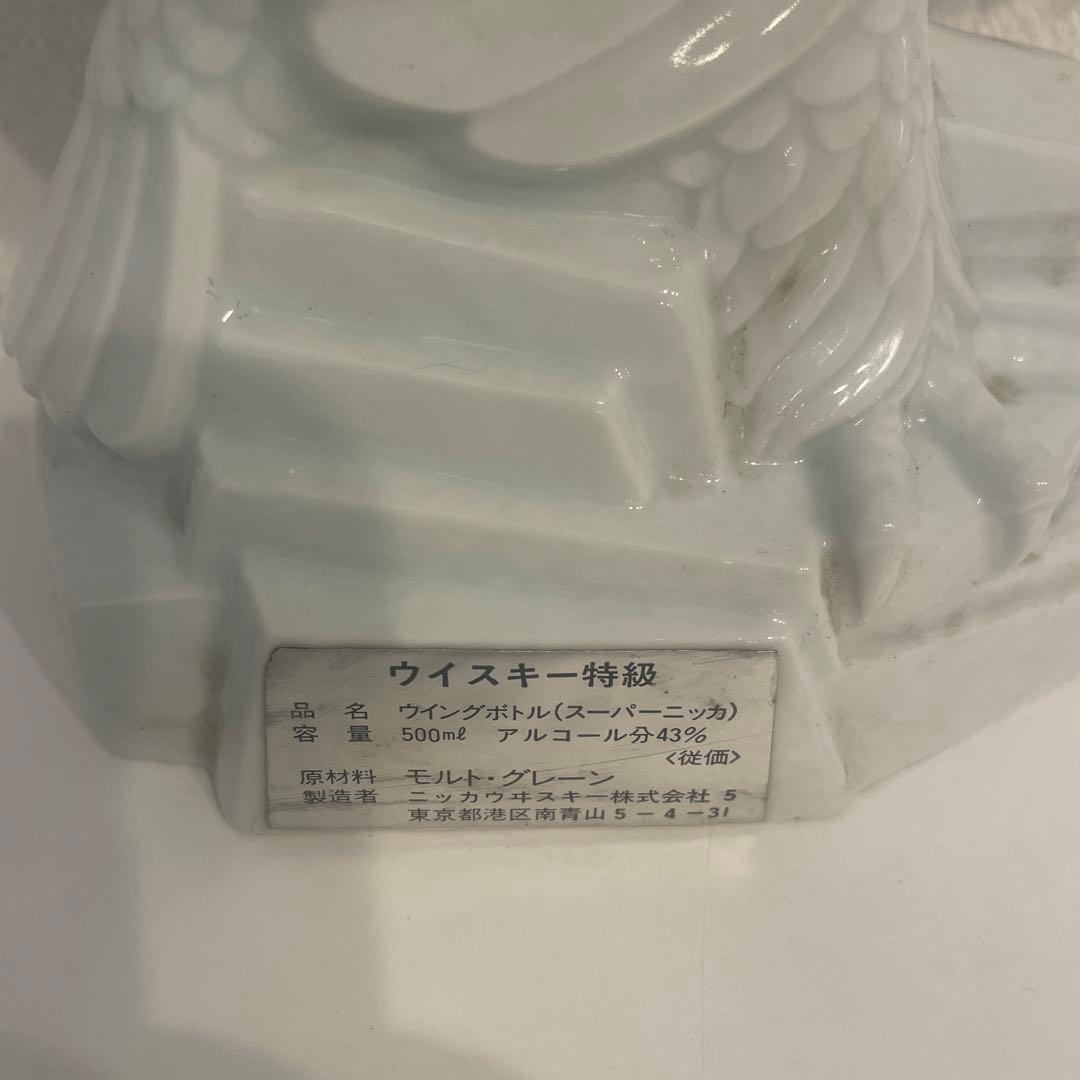 ウイスキー特級
品名 ウイングボトル(スーパーニッカ)
容量 500ml アルコール分43%
<従価>
原材料 モルト・グレーン
製造者 ニッカウヰスキー株式会社 5
東京都港区南青山5-4-31